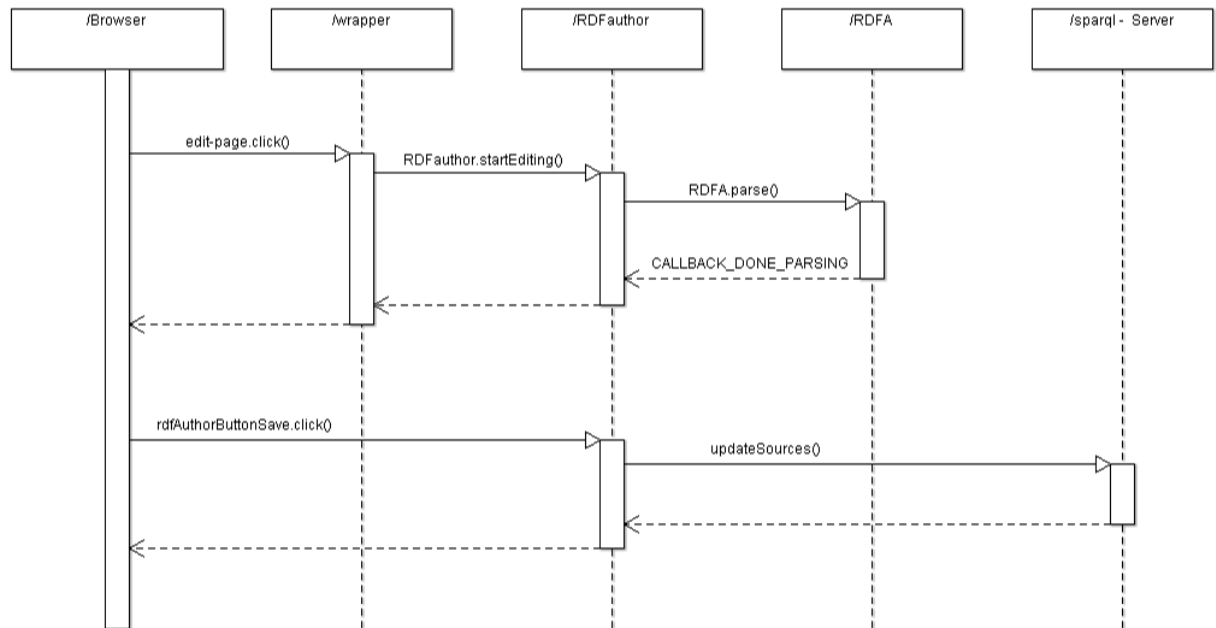 /Browser
/wrapper
/RDFauthor
/RDFA
/sparql - Server
edit-page.click()
RDFauthor.startEditing()
RDFA.parse()
CALLBACK_DONE_PARSING
rdfAuthorButtonSave.click()
updateSources()